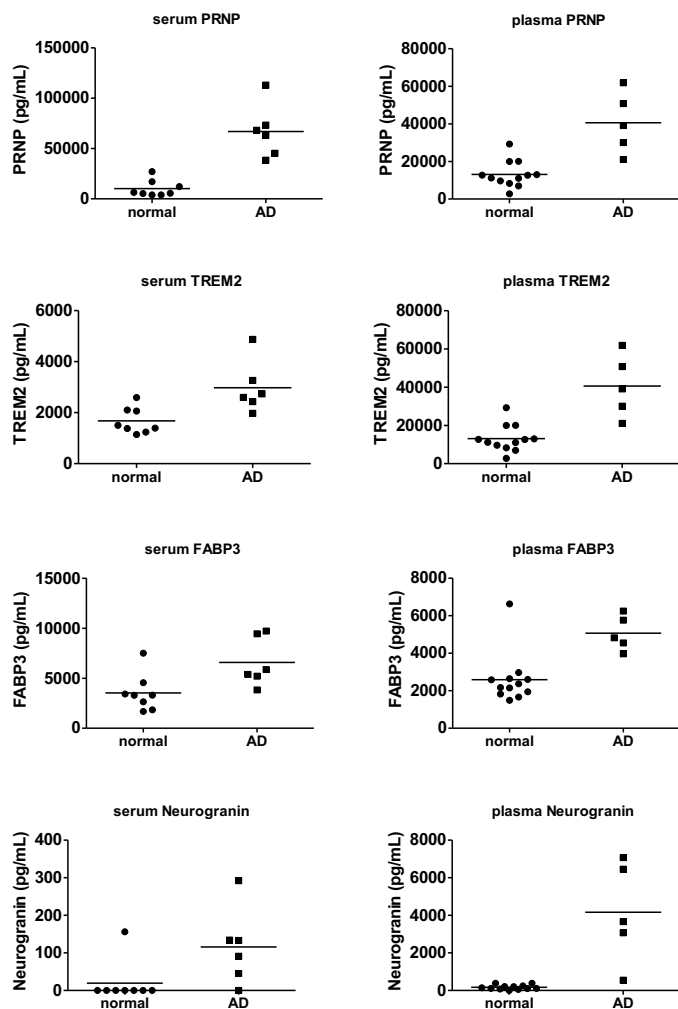 serum PRNP
PRNP (pg/mL)
150000
100000
50000
0
normal AD
plasma PRNP
PRNP (pg/mL)
80000
60000
40000
20000
0
normal AD
serum TREM2
TREM2 (pg/mL)
6000
4000
2000
0
normal AD
plasma TREM2
TREM2 (pg/mL)
80000
60000
40000
20000
0
normal AD
serum FABP3
FABP3 (pg/mL)
15000
10000
5000
0
normal AD
plasma FABP3
FABP3 (pg/mL)
8000
6000
4000
2000
0
normal AD
serum Neurogranin
Neurogranin (pg/mL)
400
300
200
100
0
normal AD
plasma Neurogranin
Neurogranin (pg/mL)
8000
6000
4000
2000
0
normal AD